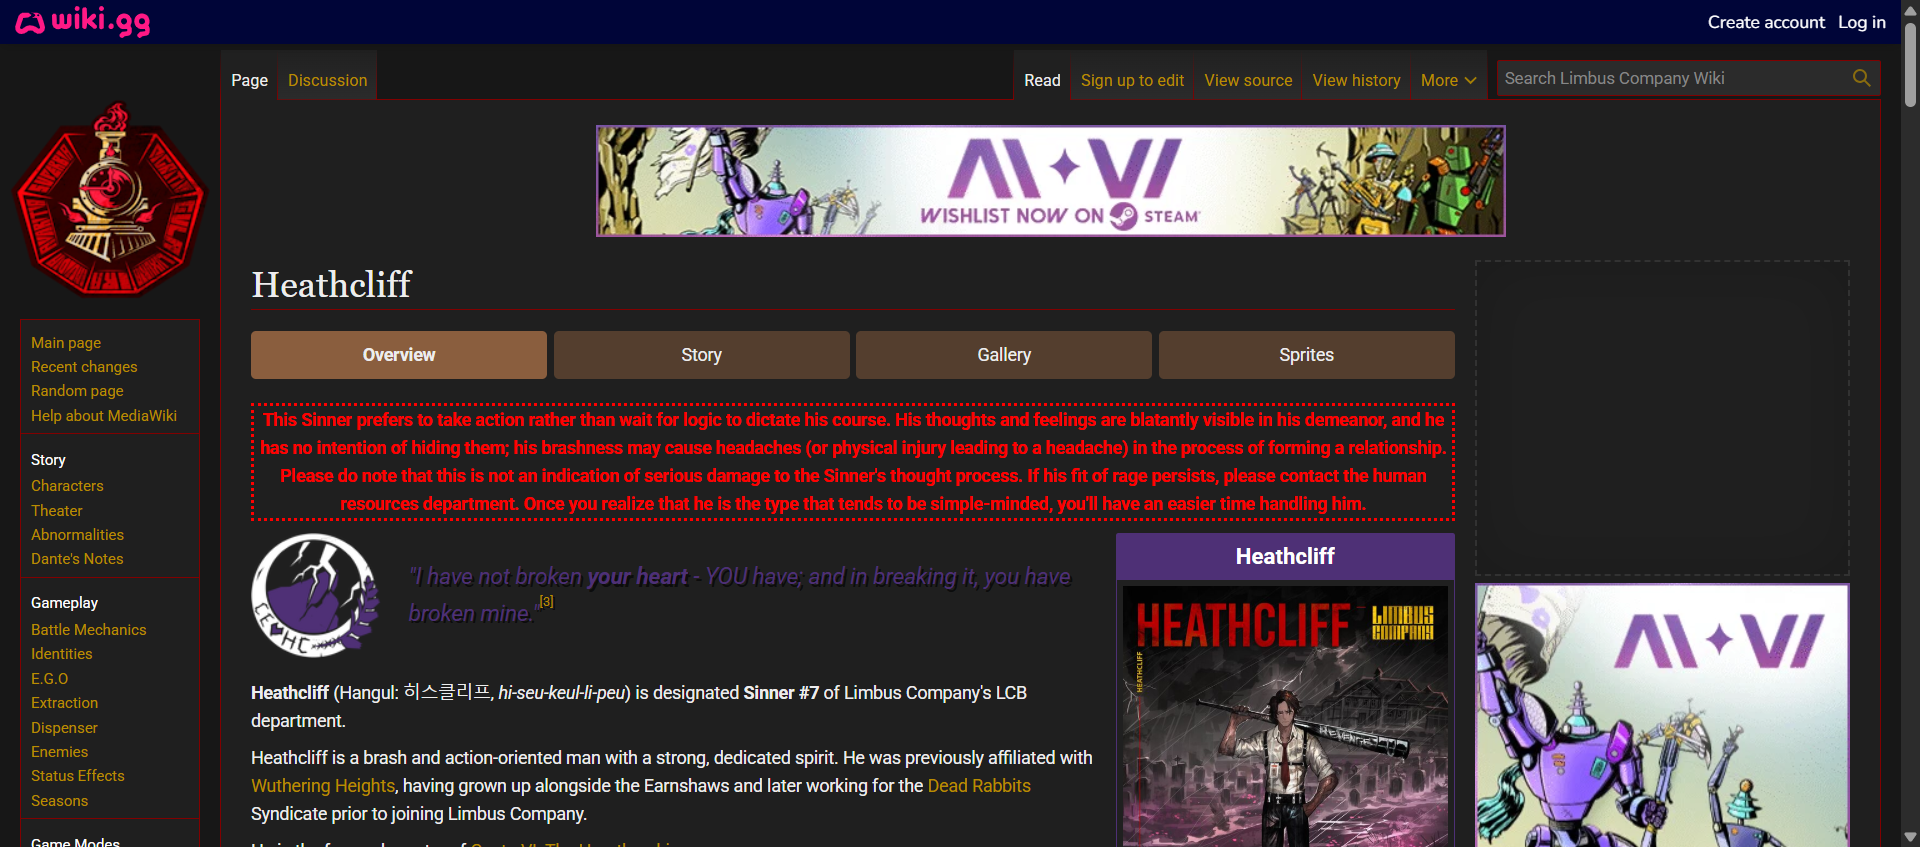 wiki.gg
Create account Log in
Page Discussion
Read Sign up to edit View source View history More
Search Limbus Company Wiki
WISHLIST NOW ON STEAM
Heathcliff
Overview Story Gallery Sprites
Main page
Recent changes
Random page
Help about MediaWiki
Story
Characters
Theater
Abnormalities
Dante's Notes
Gameplay
Battle Mechanics
Identities
E.G.O
Extraction
Dispenser
Enemies
Status Effects
Seasons
Game Modes
This Sinner prefers to take action rather than wait for logic to dictate his course. His thoughts and feelings are blatantly visible in his demeanor, and he
has no intention of hiding them; his brashness may cause headaches (or physical injury leading to a headache) in the process of forming a relationship.
Please do note that this is not an indication of serious damage to the Sinner's thought process. If his fit of rage persists, please contact the human
resources department. Once you realize that he is the type that tends to be simple-minded, you'll have an easier time handling him.
"I have not broken your heart - YOU have; and in breaking it, you have
broken mine."[3]
Heathcliff (Hangul: 히스클리프, hi-seu-keul-li-peu) is designated Sinner #7 of Limbus Company's LCB
department.
Heathcliff is a brash and action-oriented man with a strong, dedicated spirit. He was previously affiliated with
Wuthering Heights, having grown up alongside the Earnshaws and later working for the Dead Rabbits
Syndicate prior to joining Limbus Company.
Heathcliff
HEATHCLIFF
LIMBUS
COMPANY
HEATHCLIFF